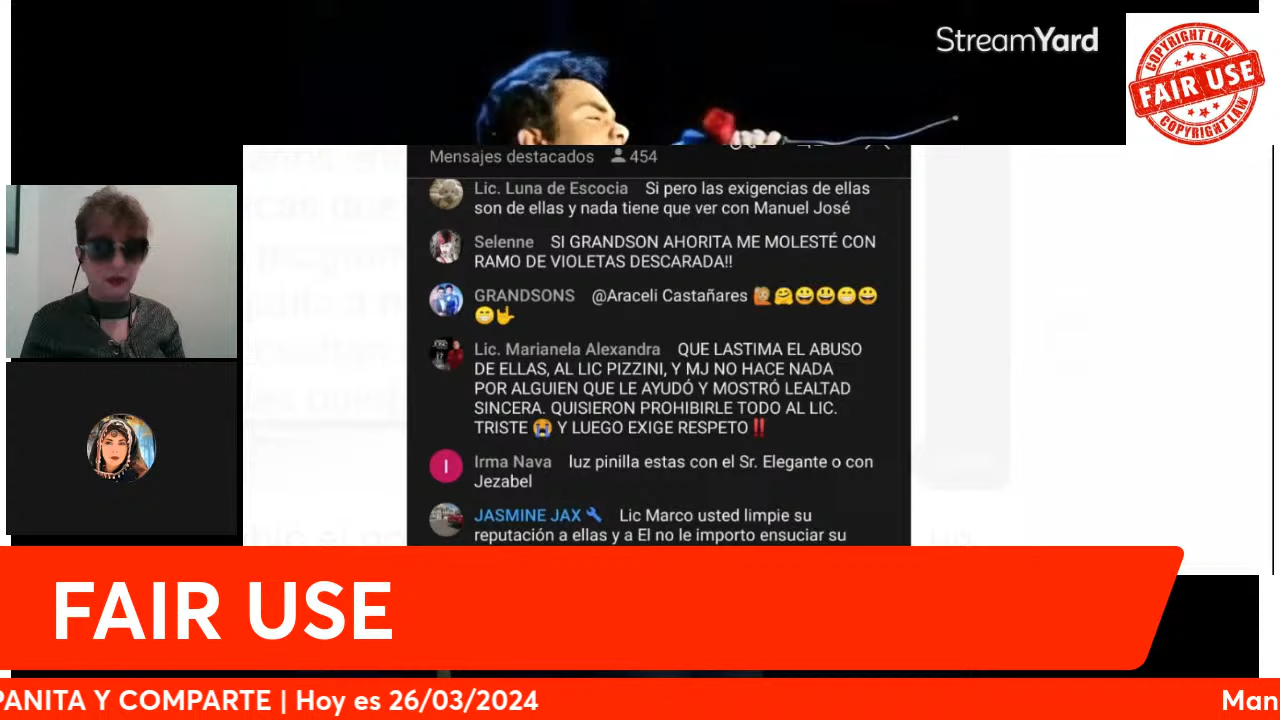 StreamYard
COPYRIGHT LAW
FAIR USE
COPYRIGHT LAW
Mensajes destacados 454
Lic. Luna de Escocia Si pero las exigencias de ellas
son de ellas y nada tiene que ver con Manuel José
Selenne SI GRANDSON AHORITA ME MOLESTÉ CON
RAMO DE VIOLETAS DESCARADA!!
GRANDSONS @Araceli Castañares 🙋🏼🤗😀😃😁😀
😁🤟
Lic. Marianela Alexandra QUE LASTIMA EL ABUSO
DE ELLAS, AL LIC PIZZINI, Y MJ NO HACE NADA
POR ALGUIEN QUE LE AYUDÓ Y MOSTRÓ LEALTAD
SINCERA. QUISIERON PROHIBIRLE TODO AL LIC.
TRISTE 😭 Y LUEGO EXIGE RESPETO‼️
I
Irma Nava luz pinilla estas con el Sr. Elegante o con
Jezabel
JASMINE JAX 🔧 Lic Marco usted limpie su
reputación a ellas y a El no le importo ensuciar su
FAIR USE
PANITA Y COMPARTE | Hoy es 26/03/2024
Man